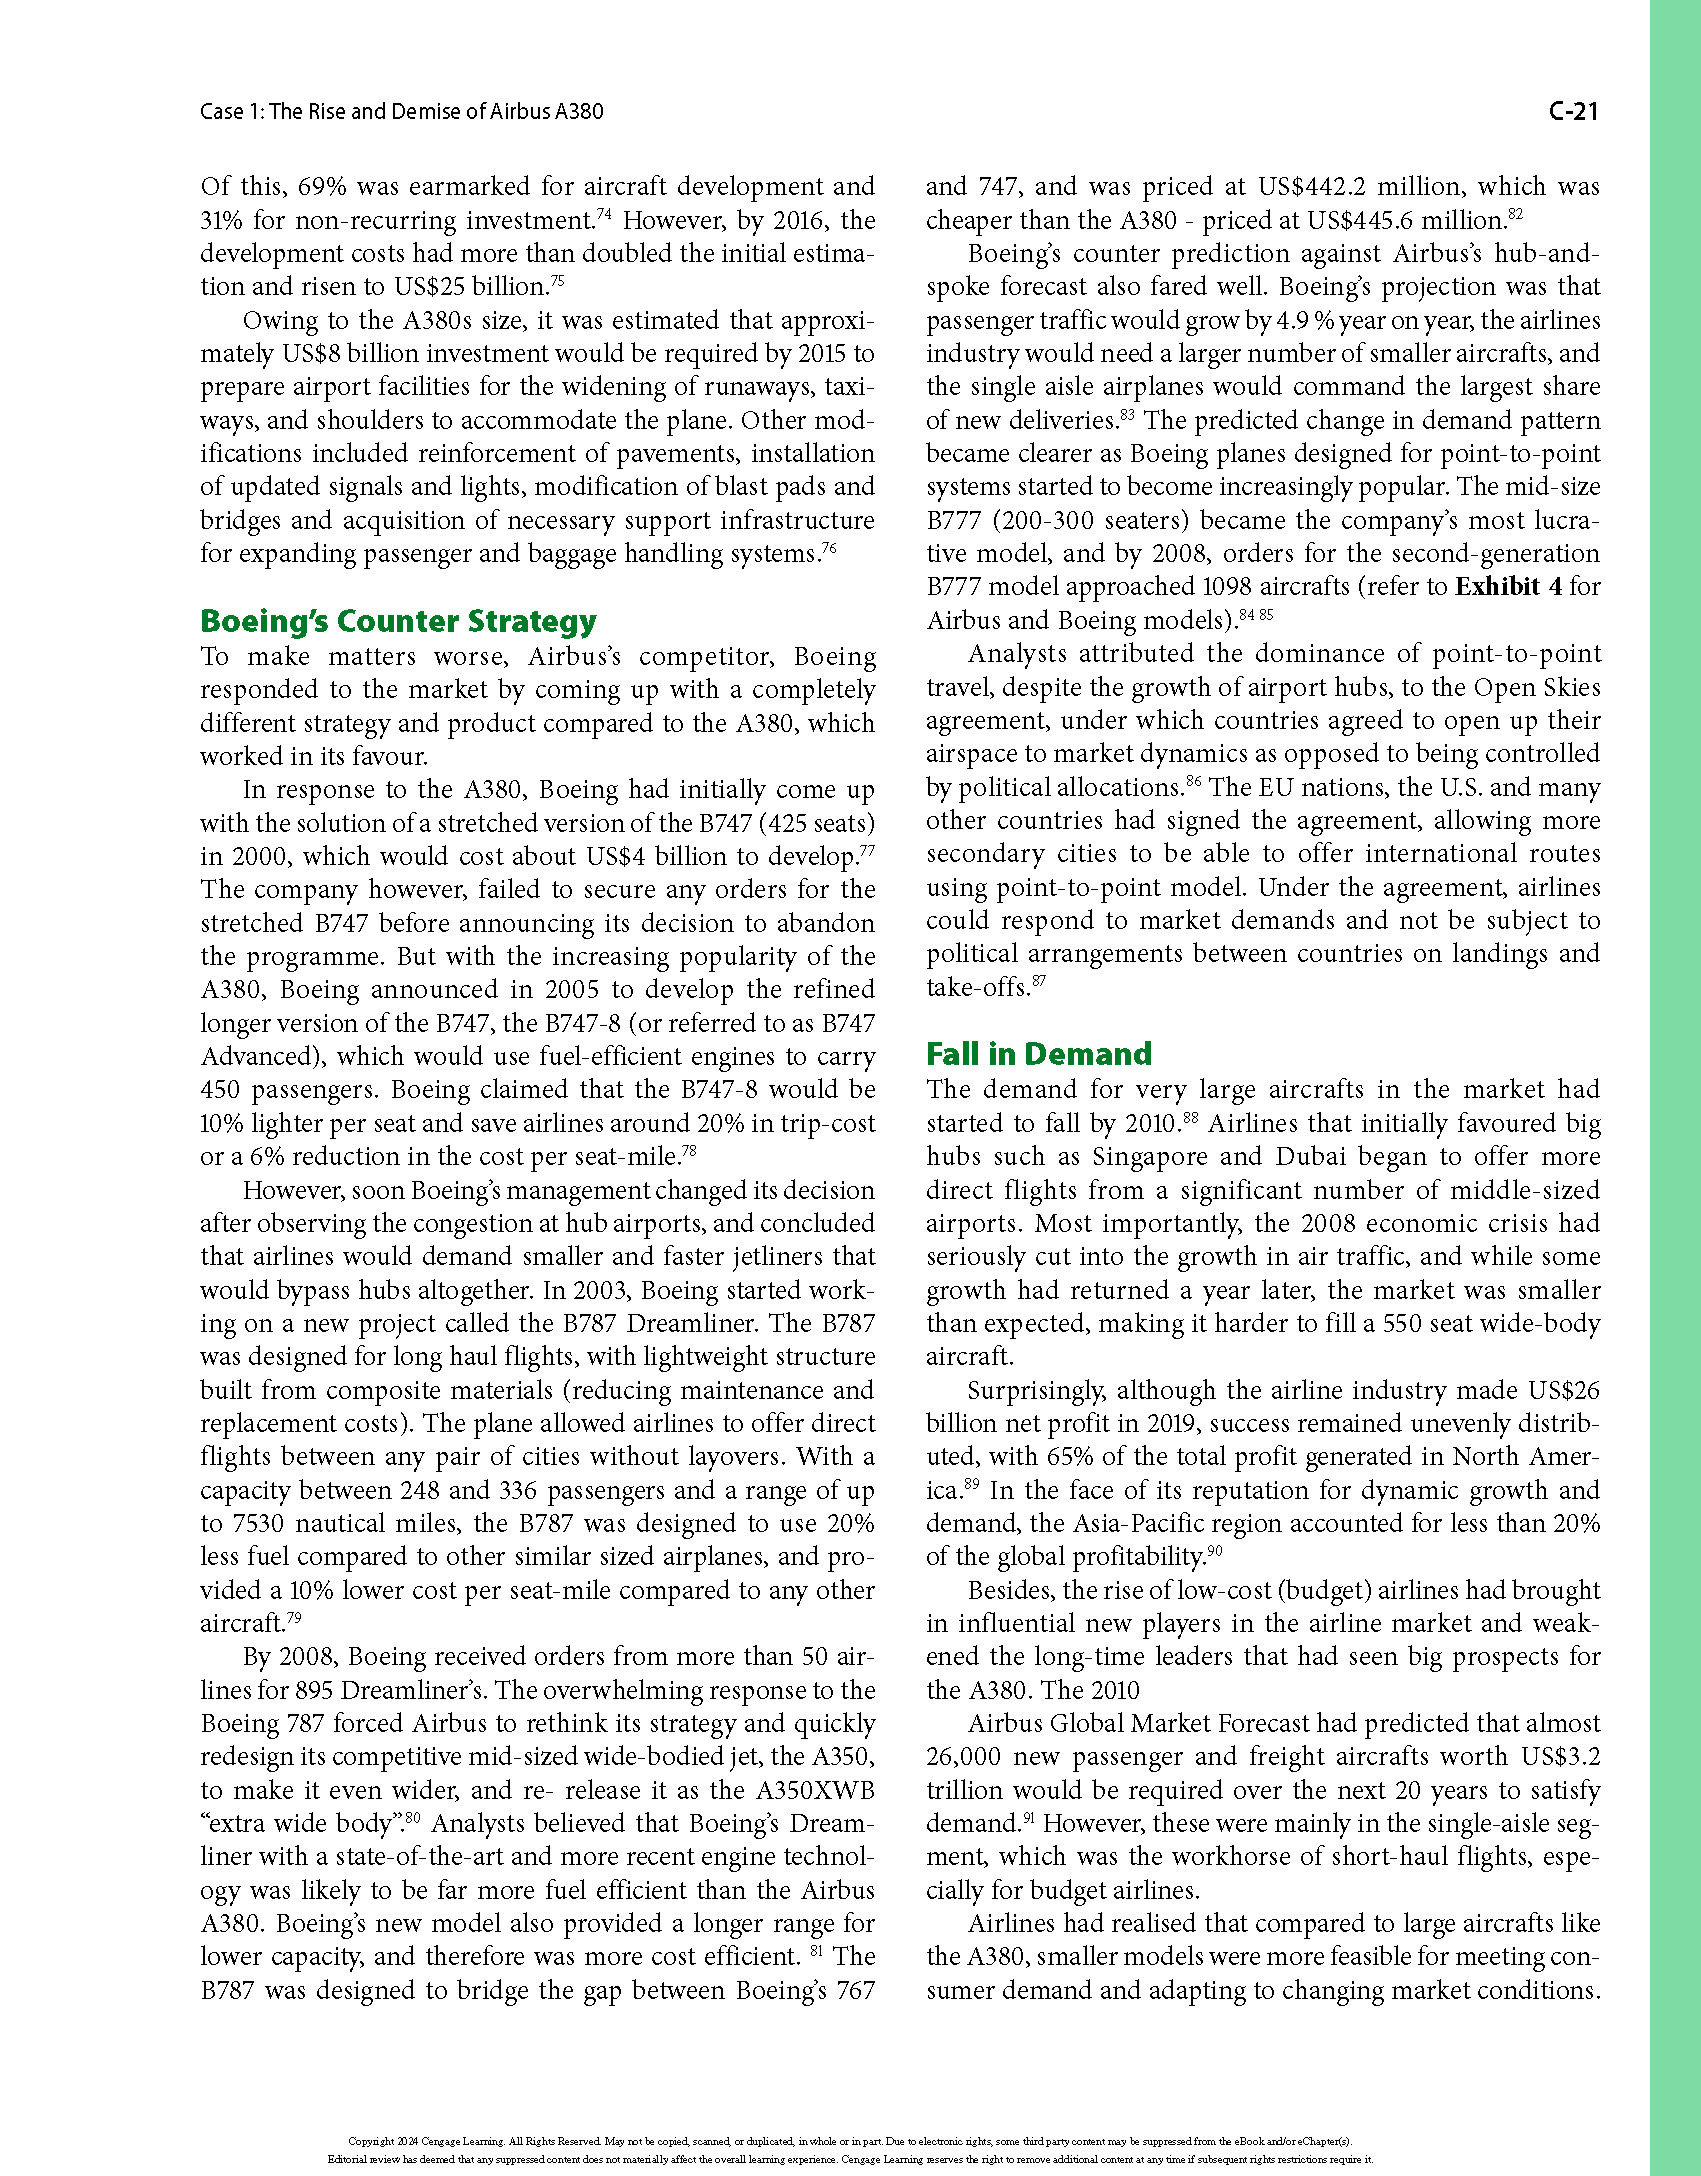 Case 1: The Rise and Demise of Airbus A380
C-21
Of this, 69% was earmarked for aircraft development and
31% for non-recurring investment.74 However, by 2016, the
development costs had more than doubled the initial estima-
tion and risen to US$25 billion.75
Owing to the A380s size, it was estimated that approxi-
mately US$8 billion investment would be required by 2015 to
prepare airport facilities for the widening of runaways, taxi-
ways, and shoulders to accommodate the plane. Other mod-
ifications included reinforcement of pavements, installation
of updated signals and lights, modification of blast pads and
bridges and acquisition of necessary support infrastructure
for expanding passenger and baggage handling systems.76
Boeing's Counter Strategy
To make matters worse, Airbus's competitor, Boeing
responded to the market by coming up with a completely
different strategy and product compared to the A380, which
worked in its favour.
In response to the A380, Boeing had initially come up
with the solution of a stretched version of the B747 (425 seats)
in 2000, which would cost about US$4 billion to develop.77
The company however, failed to secure any orders for the
stretched B747 before announcing its decision to abandon
the programme. But with the increasing popularity of the
A380, Boeing announced in 2005 to develop the refined
longer version of the B747, the B747-8 (or referred to as B747
Advanced), which would use fuel-efficient engines to carry
450 passengers. Boeing claimed that the B747-8 would be
10% lighter per seat and save airlines around 20% in trip-cost
or a 6% reduction in the cost per seat-mile.78
However, soon Boeing's management changed its decision
after observing the congestion at hub airports, and concluded
that airlines would demand smaller and faster jetliners that
would bypass hubs altogether. In 2003, Boeing started work-
ing on a new project called the B787 Dreamliner. The B787
was designed for long haul flights, with lightweight structure
built from composite materials (reducing maintenance and
replacement costs). The plane allowed airlines to offer direct
flights between any pair of cities without layovers. With a
capacity between 248 and 336 passengers and a range of up
to 7530 nautical miles, the B787 was designed to use 20%
less fuel compared to other similar sized airplanes, and pro-
vided a 10% lower cost per seat-mile compared to any other
aircraft.79
By 2008, Boeing received orders from more than 50 air-
lines for 895 Dreamliner's. The overwhelming response to the
Boeing 787 forced Airbus to rethink its strategy and quickly
redesign its competitive mid-sized wide-bodied jet, the A350,
to make it even wider, and re- release it as the A350XWB
“extra wide body”.80 Analysts believed that Boeing's Dream-
liner with a state-of-the-art and more recent engine technol-
ogy was likely to be far more fuel efficient than the Airbus
A380. Boeing's new model also provided a longer range for
lower capacity, and therefore was more cost efficient. 81 The
B787 was designed to bridge the gap between Boeing's 767
and 747, and was priced at US$442.2 million, which was
cheaper than the A380 - priced at US$445.6 million.82
Boeing's counter prediction against Airbus's hub-and-
spoke forecast also fared well. Boeing's projection was that
passenger traffic would grow by 4.9 % year on year, the airlines
industry would need a larger number of smaller aircrafts, and
the single aisle airplanes would command the largest share
of new deliveries.83 The predicted change in demand pattern
became clearer as Boeing planes designed for point-to-point
systems started to become increasingly popular. The mid-size
B777 (200-300 seaters) became the company's most lucra-
tive model, and by 2008, orders for the second-generation
B777 model approached 1098 aircrafts (refer to Exhibit 4 for
Airbus and Boeing models).84 85
Analysts attributed the dominance of point-to-point
travel, despite the growth of airport hubs, to the Open Skies
agreement, under which countries agreed to open up their
airspace to market dynamics as opposed to being controlled
by political allocations.86 The EU nations, the U.S. and many
other countries had signed the agreement, allowing more
secondary cities to be able to offer international routes
using point-to-point model. Under the agreement, airlines
could respond to market demands and not be subject to
political arrangements between countries on landings and
take-offs.87
Fall in Demand
The demand for very large aircrafts in the market had
started to fall by 2010.88 Airlines that initially favoured big
hubs such as Singapore and Dubai began to offer more
direct flights from a significant number of middle-sized
airports. Most importantly, the 2008 economic crisis had
seriously cut into the growth in air traffic, and while some
growth had returned a year later, the market was smaller
than expected, making it harder to fill a 550 seat wide-body
aircraft.
Surprisingly, although the airline industry made US$26
billion net profit in 2019, success remained unevenly distrib-
uted, with 65% of the total profit generated in North Amer-
ica.89 In the face of its reputation for dynamic growth and
demand, the Asia-Pacific region accounted for less than 20%
of the global profitability.90
Besides, the rise of low-cost (budget) airlines had brought
in influential new players in the airline market and weak-
ened the long-time leaders that had seen big prospects for
the A380. The 2010
Airbus Global Market Forecast had predicted that almost
26,000 new passenger and freight aircrafts worth US$3.2
trillion would be required over the next 20 years to satisfy
demand.91 However, these were mainly in the single-aisle seg-
ment, which was the workhorse of short-haul flights, espe-
cially for budget airlines.
Airlines had realised that compared to large aircrafts like
the A380, smaller models were more feasible for meeting con-
sumer demand and adapting to changing market conditions.
Copyright 2024 Cengage Learning. All Rights Reserved. May not be copied, scanned, or duplicated, in whole or in part. Due to electronic rights, some third party content may be suppressed from the eBook and/or eChapter(s).
Editorial review has deemed that any suppressed content does not materially affect the overall learning experience. Cengage Learning reserves the right to remove additional content at any time if subsequent rights restrictions require it.